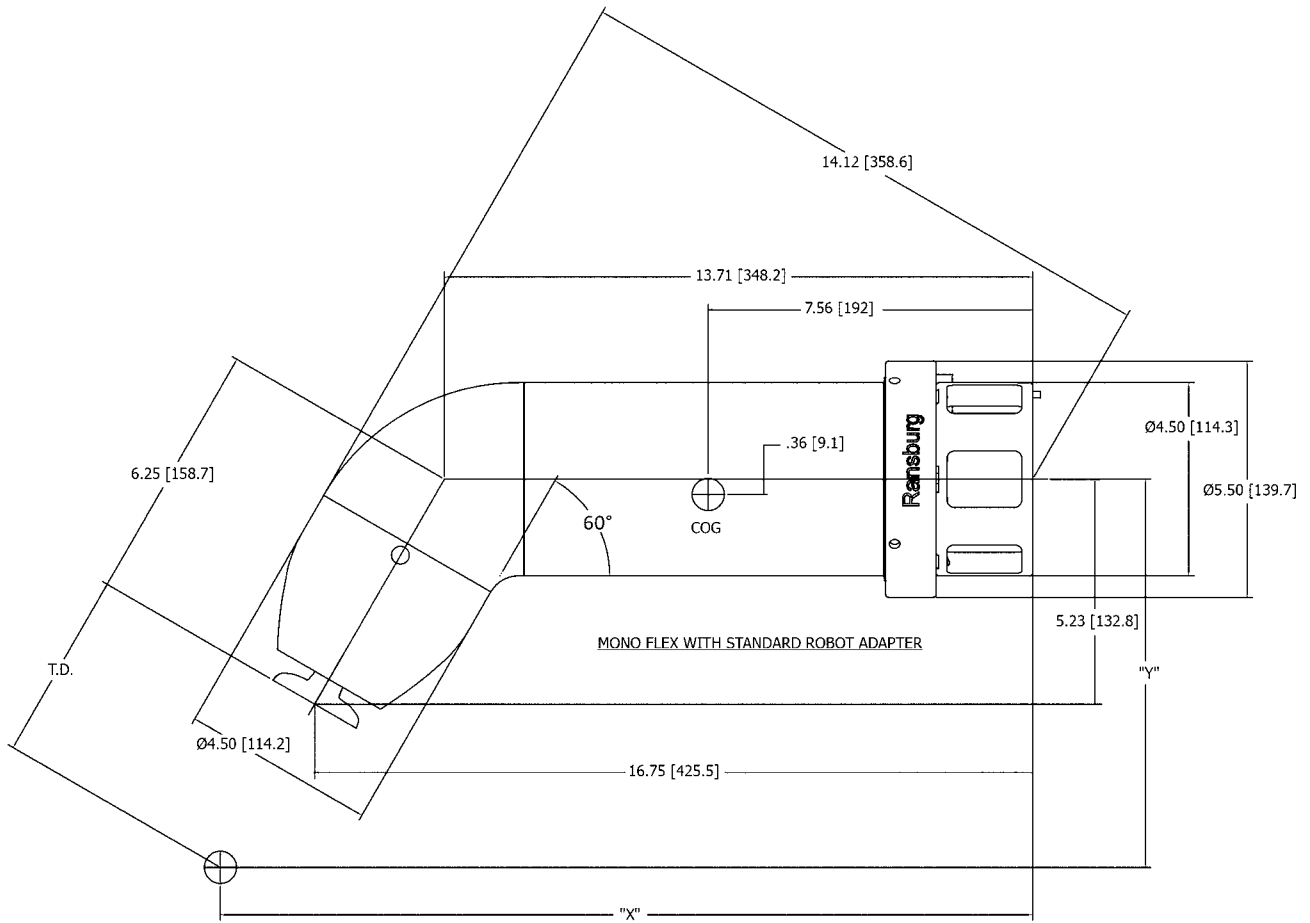 14.12 [358.6]
13.71 [348.2]
7.56 [192]
6.25 [158.7]
.36 [9.1]
Ransburg
Ø4.50 [114.3]
Ø5.50 [139.7]
60°
COG
5.23 [132.8]
MONO FLEX WITH STANDARD ROBOT ADAPTER
T.D.
"Y"
Ø4.50 [114.2]
16.75 [425.5]
"X"